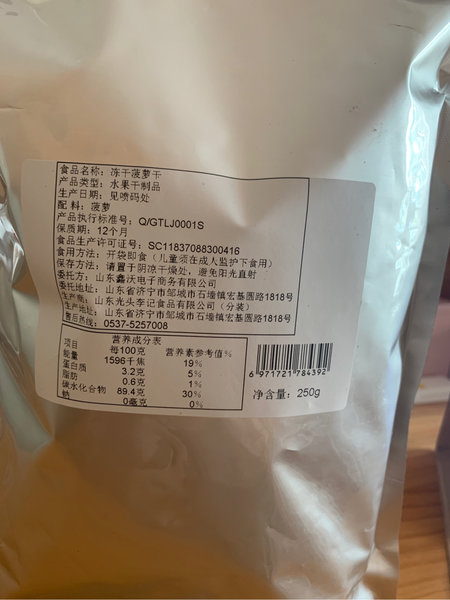 食品名称：冻干菠萝干
产品类型：水果干制品
生产日期：见喷码处
配 料：菠萝
产品执行标准号：Q/GTLJ0001S
保质期：12个月
食品生产许可证号：SC11837088300416
食用方法：开袋即食（儿童须在成人监护下食用）
保存方法：请置于阴凉干燥处，避免阳光直射
委托方：山东鑫沃电子商务有限公司
委托地址：山东省济宁市邹城市石墙镇宏基圆路1818号
生产商：山东光头李记食品有限公司（分装）
生产地址：山东省济宁市邹城市石墙镇宏基圆路1818号
售后热线：0537-5257008
营养成分表
项目 每100克 营养素参考值%
能量 1596千焦 19%
蛋白质 3.2克 5%
脂肪 0.6克 1%
碳水化合物 89.4克 30%
钠 0毫克 0%
6971721784392
净含量：250g